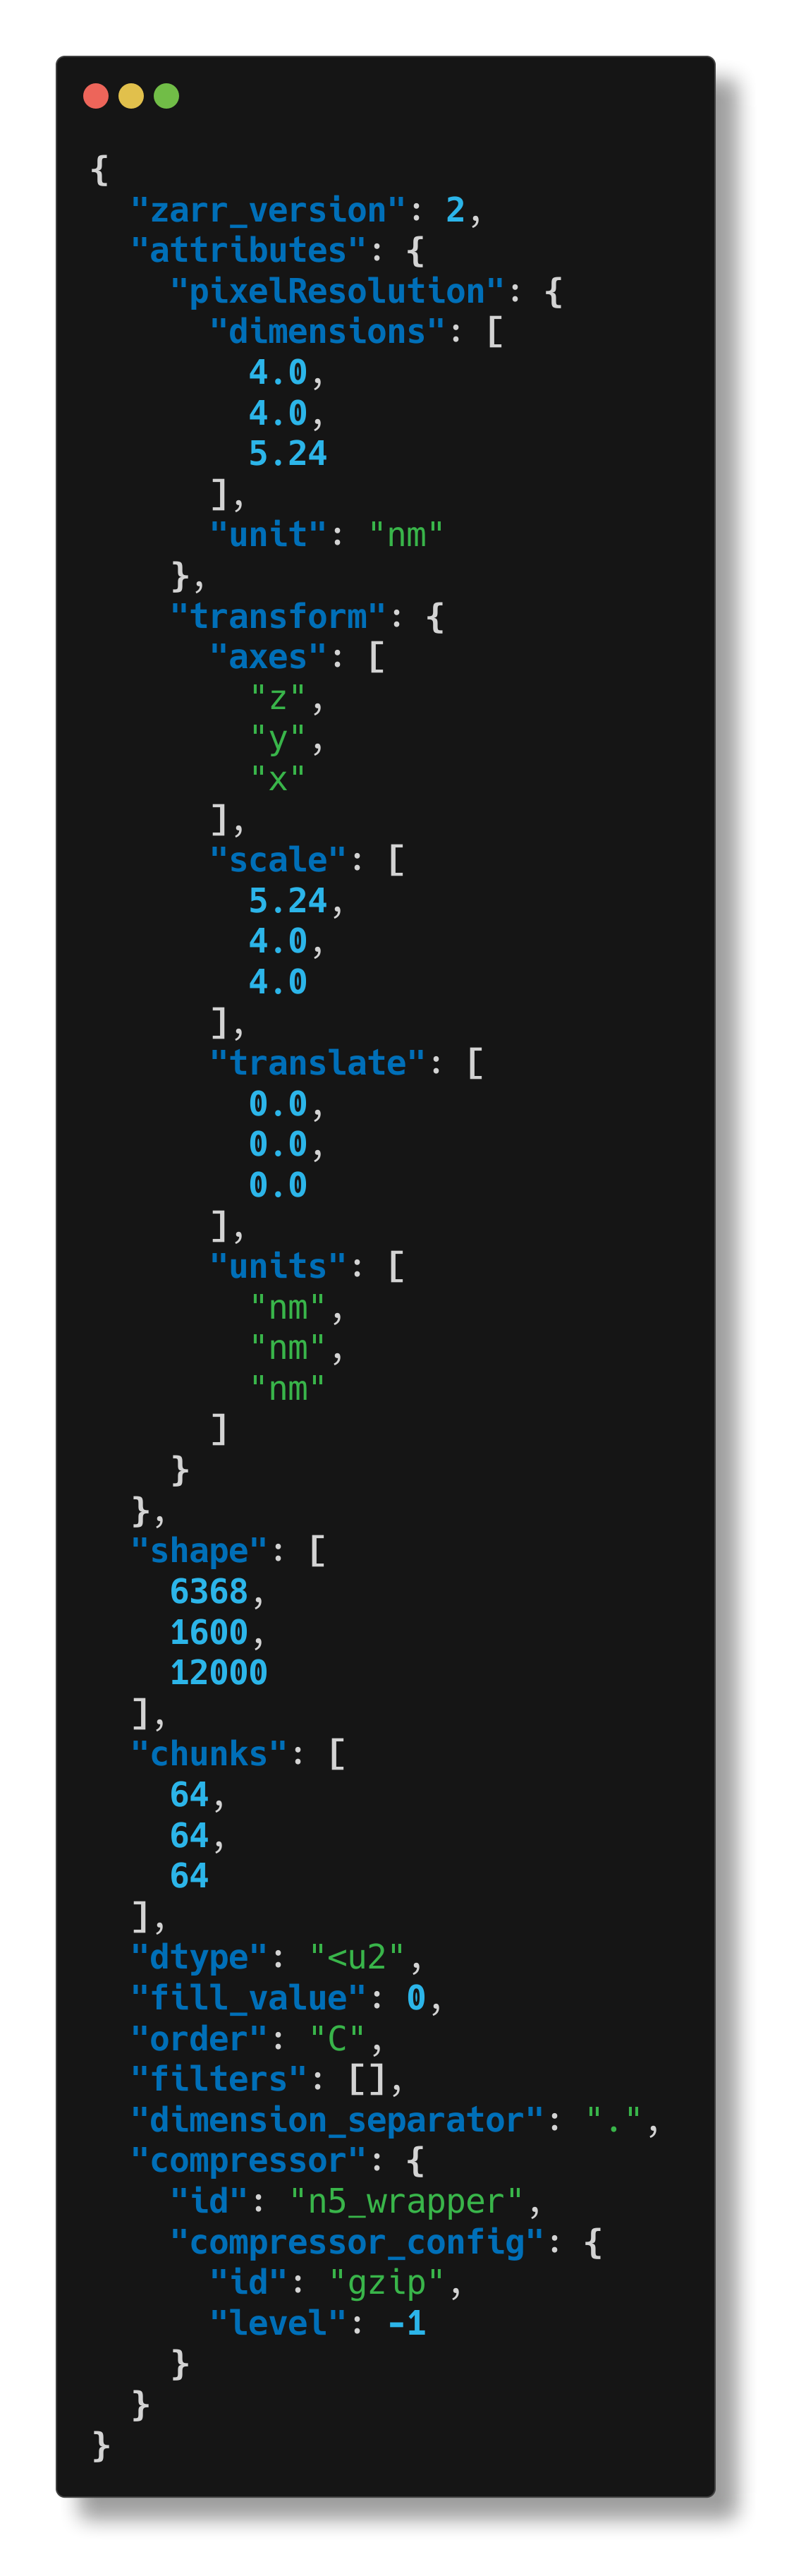 {
  "zarr_version": 2,
  "attributes": {
    "pixelResolution": {
      "dimensions": [
        4.0,
        4.0,
        5.24
      ],
      "unit": "nm"
    },
    "transform": {
      "axes": [
        "z",
        "y",
        "x"
      ],
      "scale": [
        5.24,
        4.0,
        4.0
      ],
      "translate": [
        0.0,
        0.0,
        0.0
      ],
      "units": [
        "nm",
        "nm",
        "nm"
      ]
    }
  },
  "shape": [
    6368,
    1600,
    12000
  ],
  "chunks": [
    64,
    64,
    64
  ],
  "dtype": "<u2",
  "fill_value": 0,
  "order": "C",
  "filters": [],
  "dimension_separator": ".",
  "compressor": {
    "id": "n5_wrapper",
    "compressor_config": {
      "id": "gzip",
      "level": -1
    }
  }
}